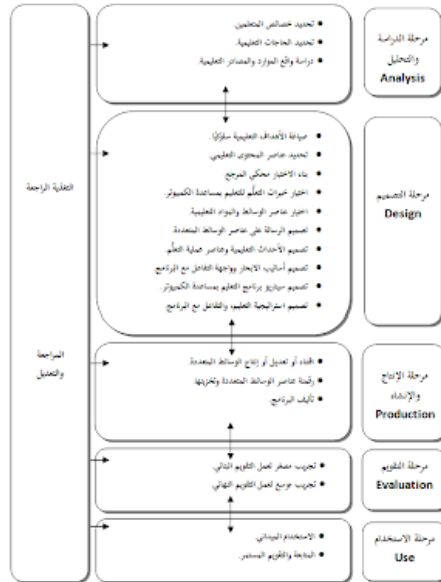 مرحلة الدراسة
والتحليل
Analysis
تحديد خصائص المتعلمين.
تحديد الحاجات التعليمية.
دراسة واقع الموارد والمصادر التعليمية.
مرحلة التصميم
Design
صياغة الأهداف التعليمية سلوكيًا.
تحديد عناصر المحتوى التعليمي.
بناء الاختبار محكي المرجع.
اختيار خبرات التعلّم للتعليم بمساعدة الكمبيوتر.
اختيار عناصر الوسائط والمواد التعليمية.
تصميم الرسالة على عناصر الوسائط المتعددة.
تصميم الأحداث التعليمية وعناصر عملية التعلّم.
تصميم أساليب الابحار وواجهة التفاعل مع البرنامج.
تصميم سيناريو برنامج التعليم بمساعدة الكمبيوتر.
تصميم استراتيجية التعليم، والتفاعل مع البرنامج.
مرحلة الإنتاج
والإنشاء
Production
اقتناء أو تعديل أو إنتاج الوسائط المتعددة.
رقمنة عناصر الوسائط المتعددة وتخزينها.
تأليف البرنامج.
مرحلة التقويم
Evaluation
تجريب مصغر لعمل التقويم البنائي.
تجريب موسع لعمل التقويم النهائي.
مرحلة الاستخدام
Use
الاستخدام الميداني.
المتابعة والتقويم المستمر.
التغذية الراجعة
المراجعة
والتعديل